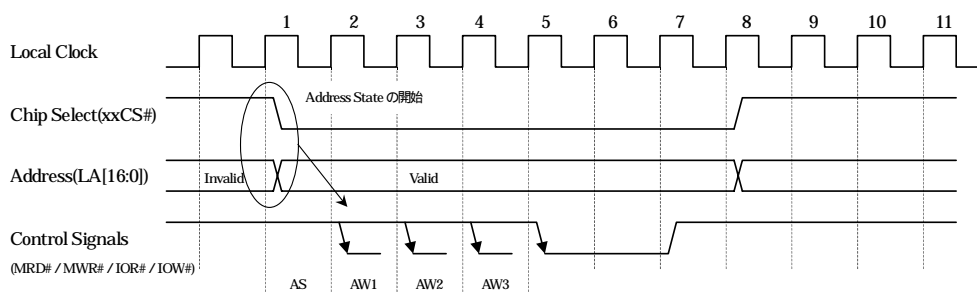 1 2 3 4 5 6 7 8 9 10 11
Local Clock
Address State の開始
Chip Select(xxCS#)
Address(LA[16:0])
Invalid
Valid
Control Signals
(MRD# / MWR# / IOR# / IOW#)
AS AW1 AW2 AW3